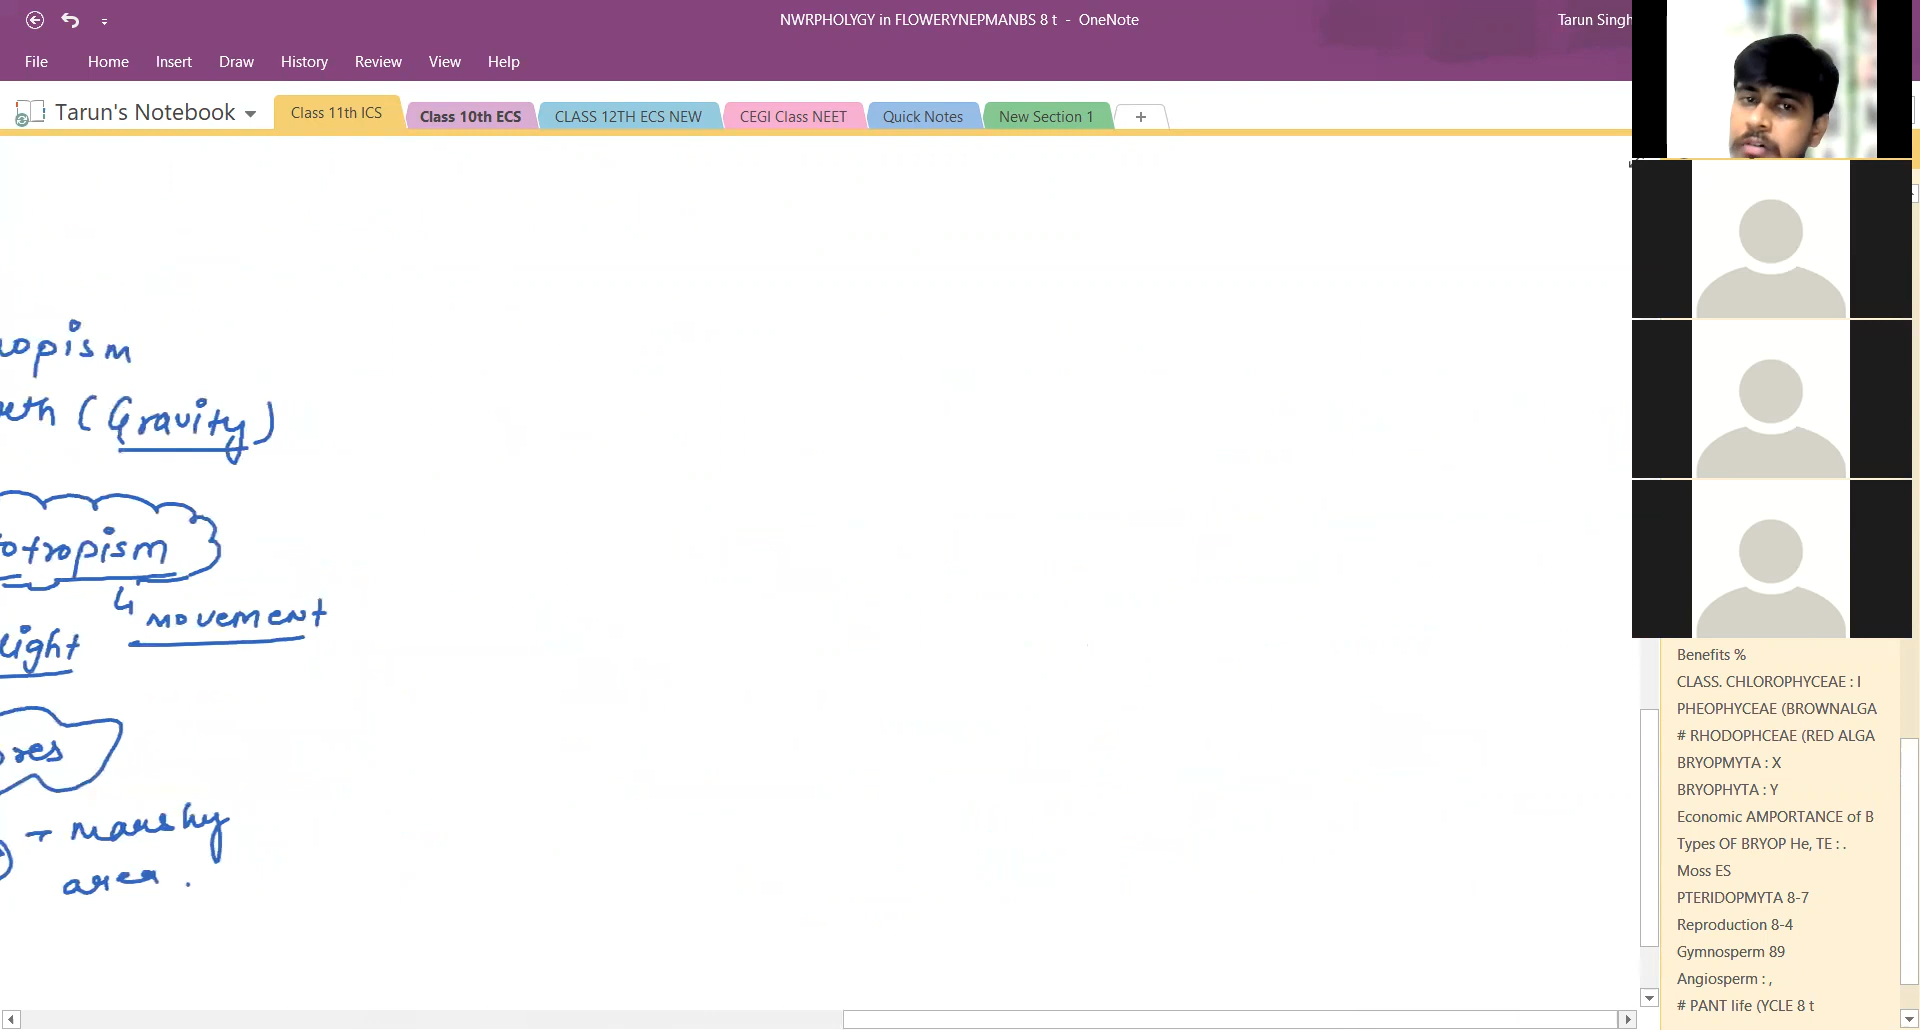 NWRPHOLYGY in FLOWERYNEPMANBS 8 t - OneNote
Tarun Singh
File Home Insert Draw History Review View Help
Tarun's Notebook
Class 11th ICS
Class 10th ECS
CLASS 12TH ECS NEW
CEGI Class NEET
Quick Notes
New Section 1
+
ropism
(Gravity)
otropism
↳ movement
light
ores
- Marshy
area.
Benefits %
CLASS. CHLOROPHYCEAE : I
PHEOPHYCEAE (BROWNALGA
# RHODOPHCEAE (RED ALGA
BRYOPMYTA : X
BRYOPHYTA : Y
Economic AMPORTANCE of B
Types OF BRYOP He, TE : .
Moss ES
PTERIDOPMYTA 8-7
Reproduction 8-4
Gymnosperm 89
Angiosperm : ,
# PANT life (YCLE 8 t